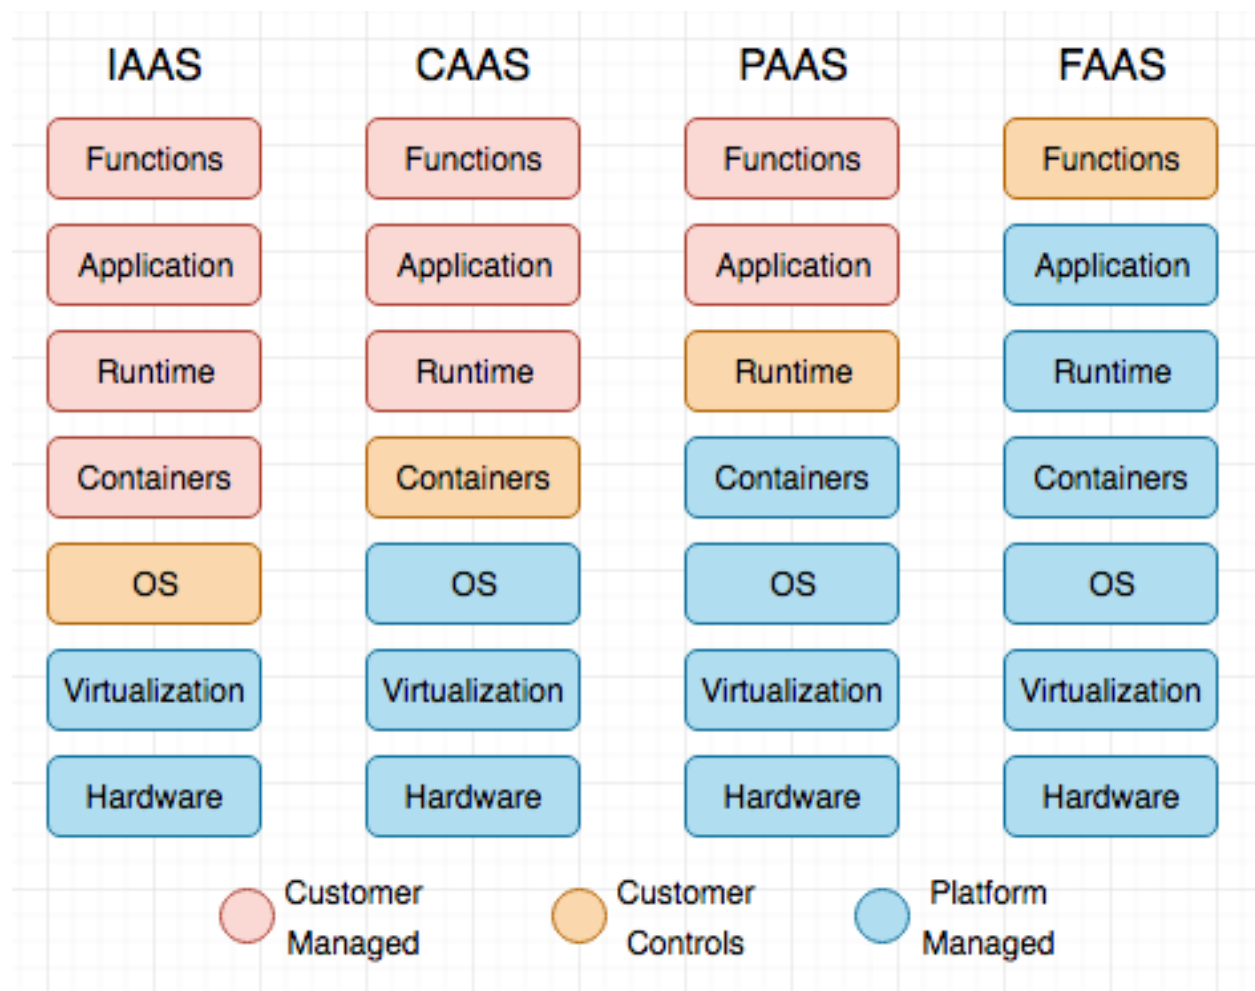 IAAS CAAS PAAS FAAS
Functions Functions Functions Functions
Application Application Application Application
Runtime Runtime Runtime Runtime
Containers Containers Containers Containers
OS OS OS OS
Virtualization Virtualization Virtualization Virtualization
Hardware Hardware Hardware Hardware
Customer Customer Platform
Managed Controls Managed